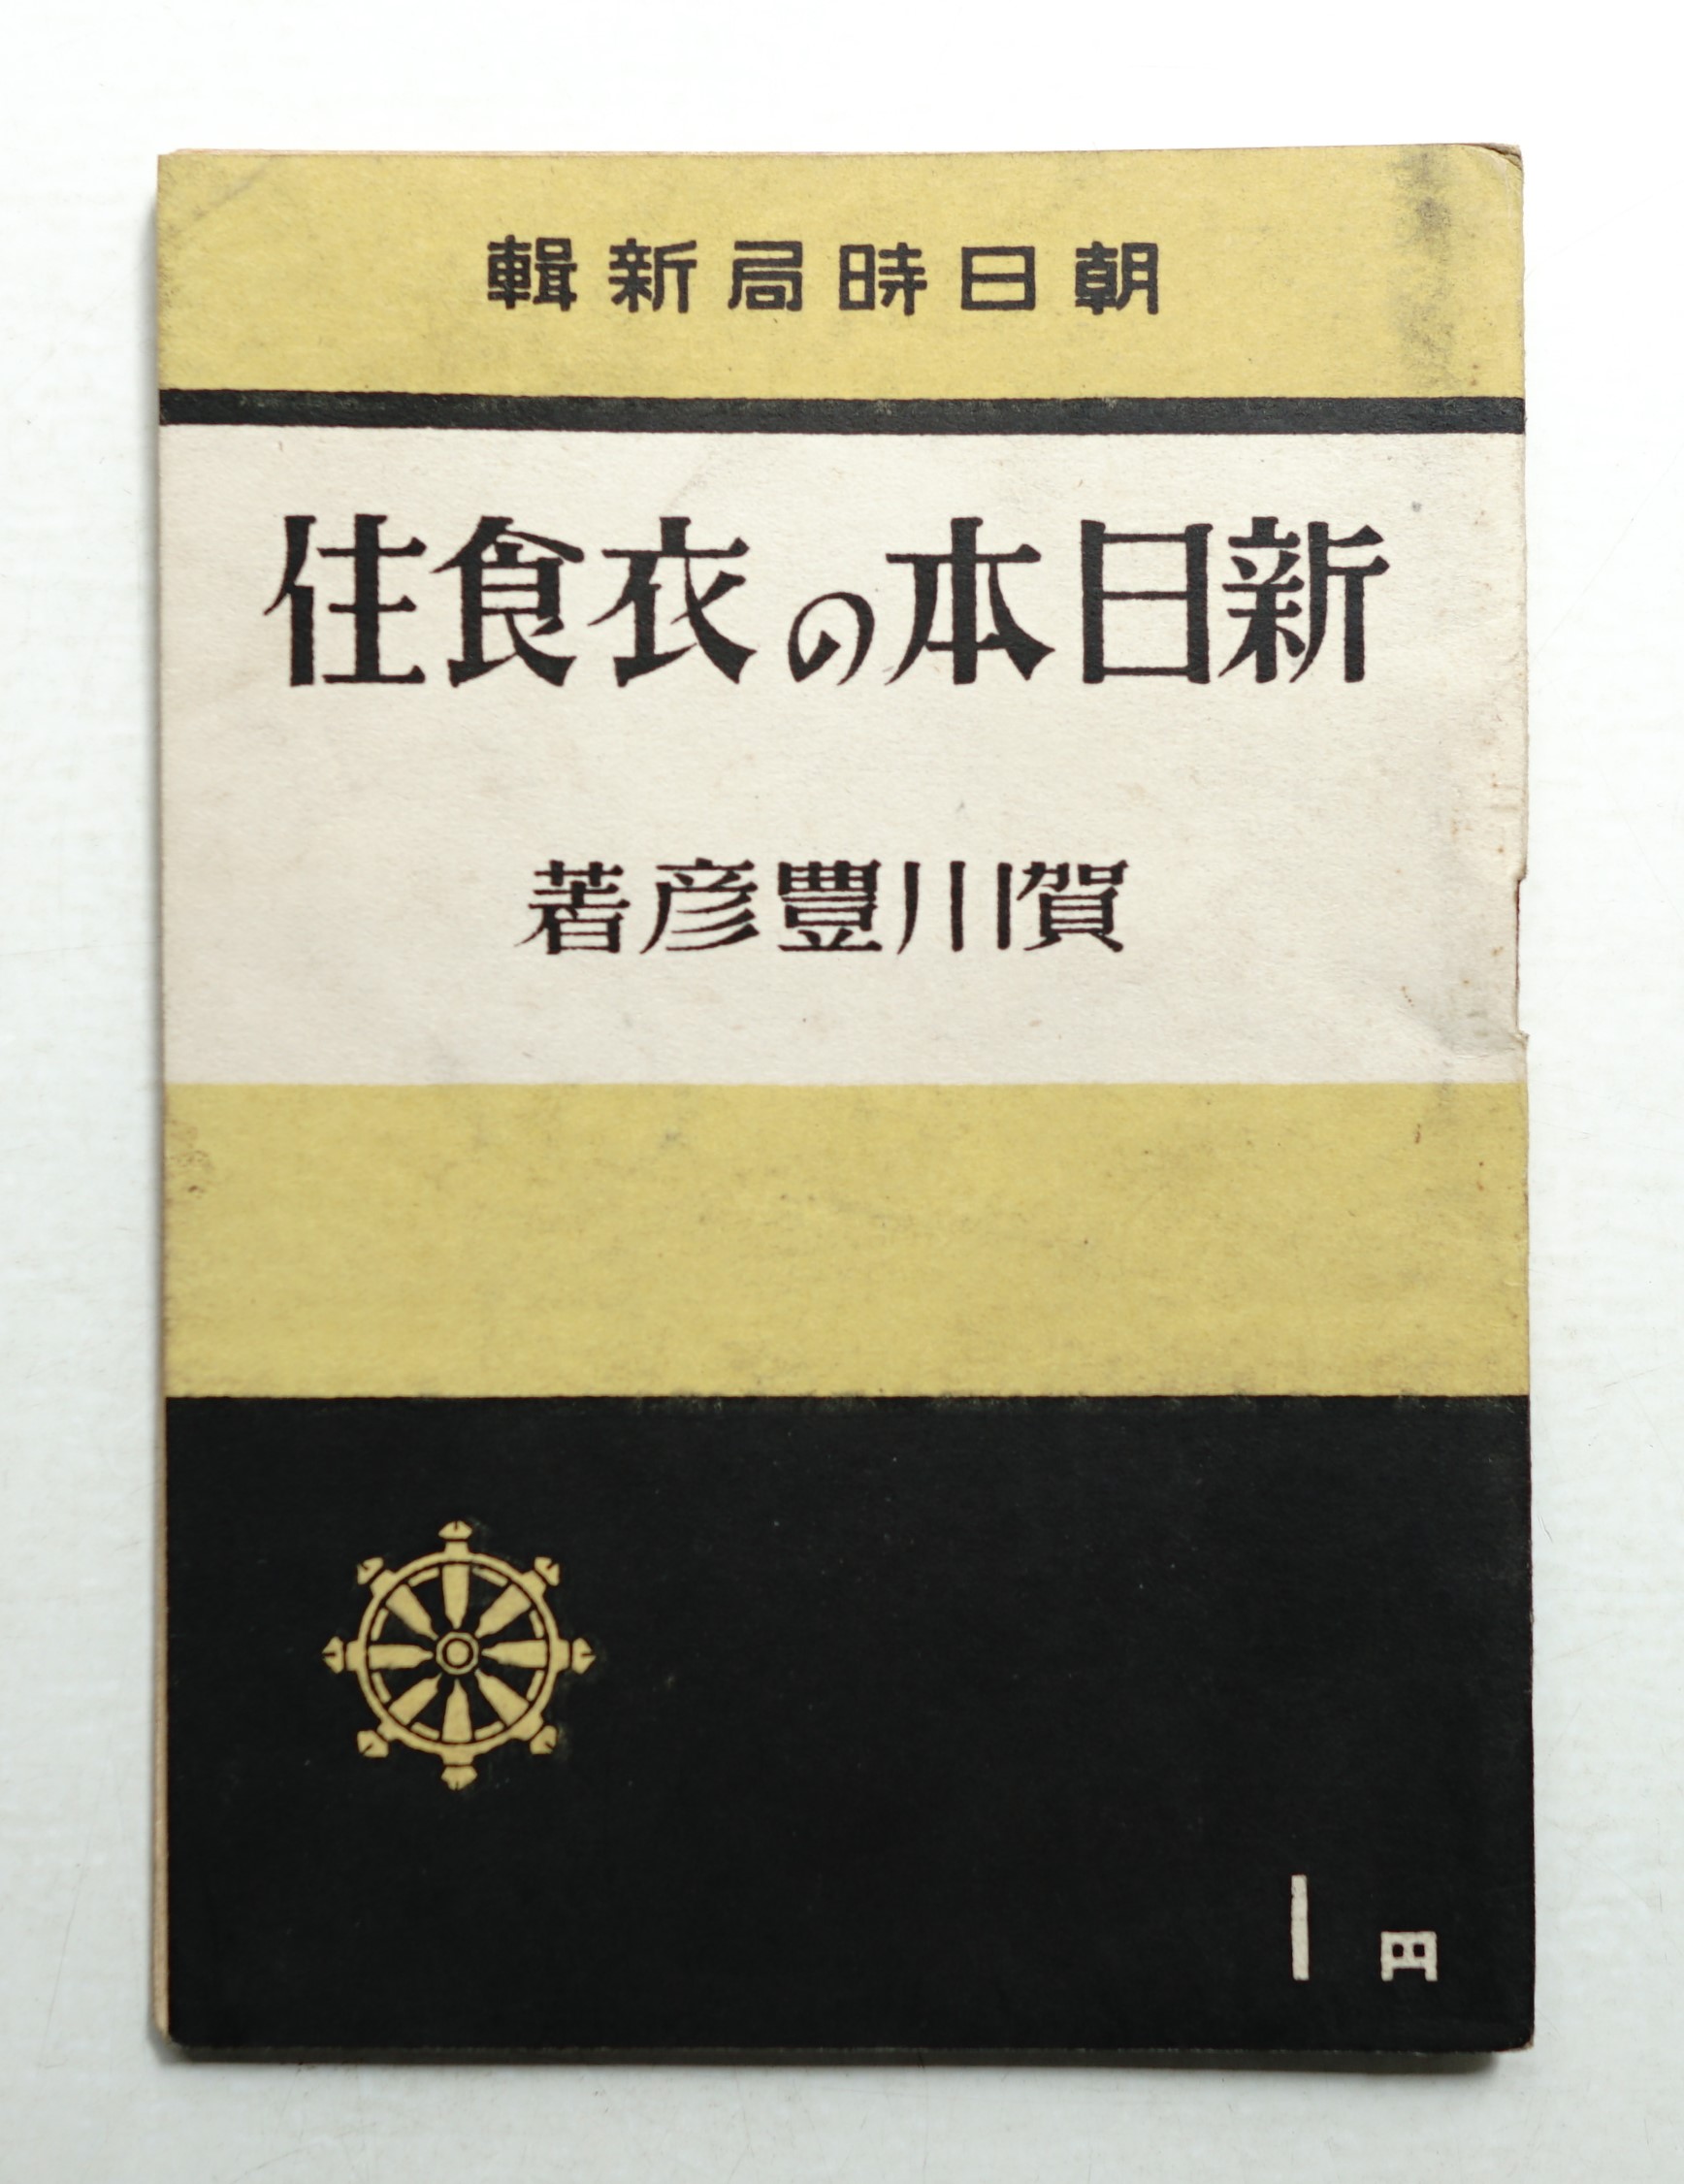 朝日時局新輯
新日本の衣食住
賀川豊彦著
1円